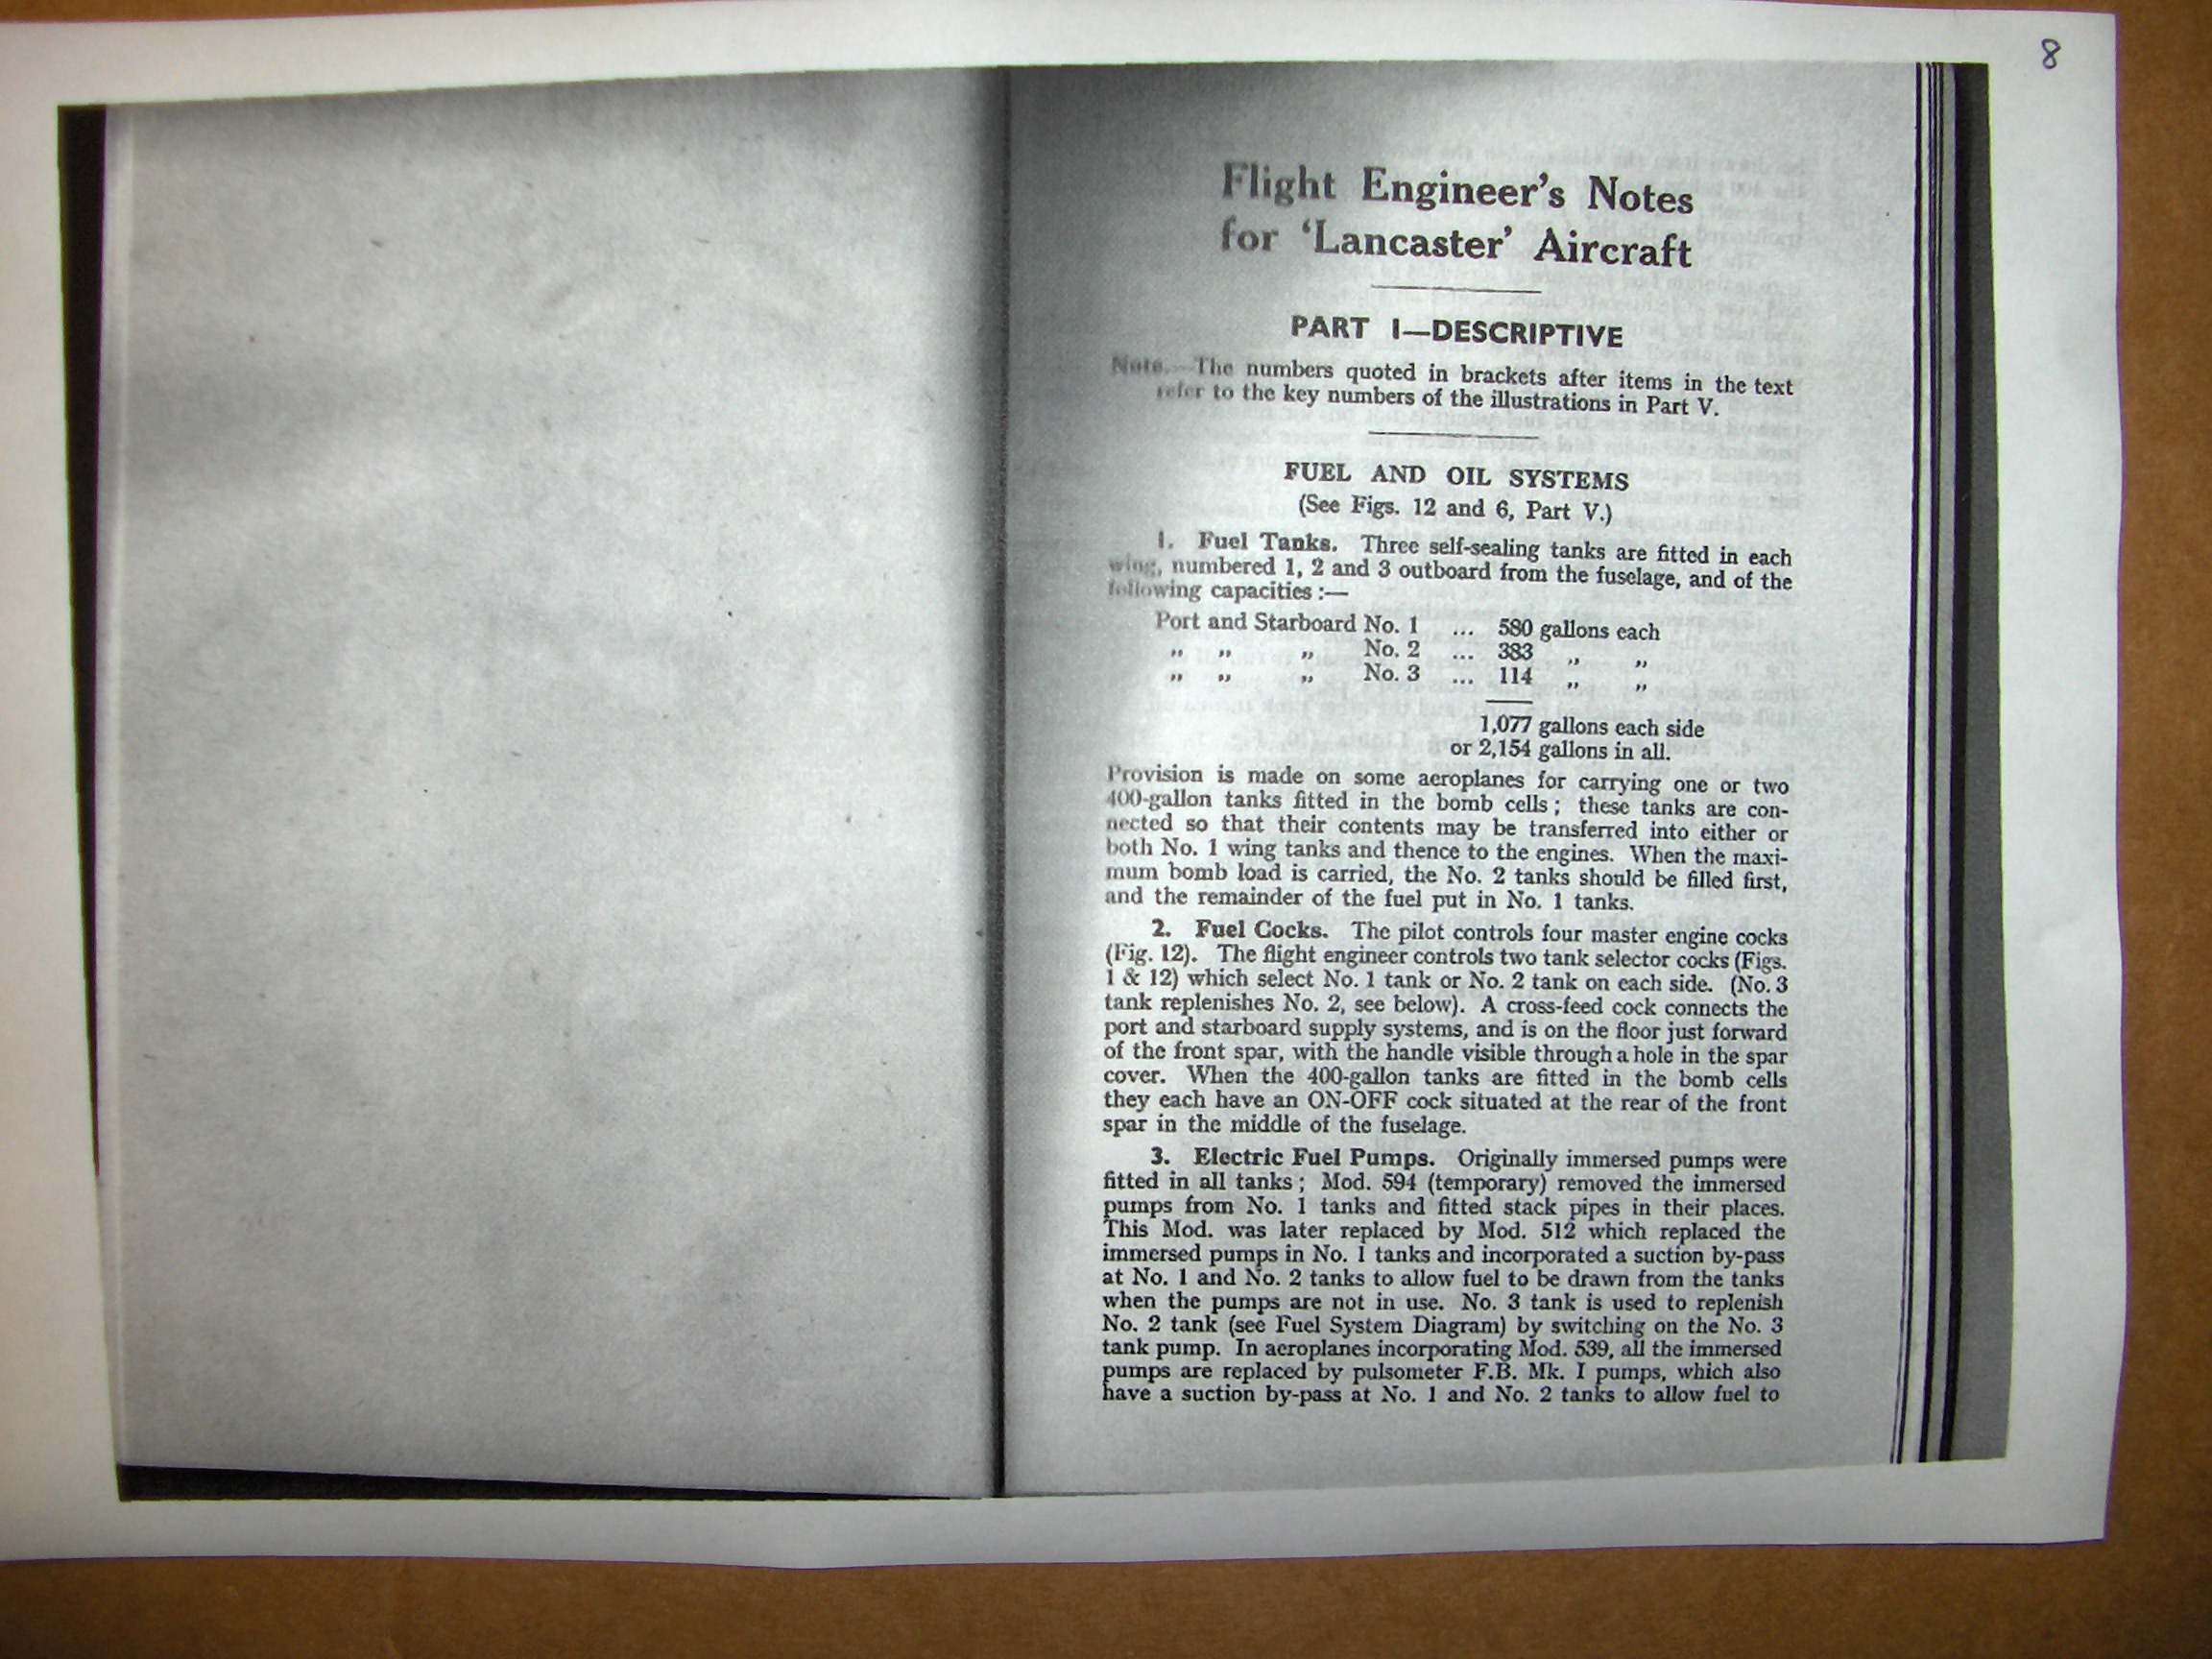 8
Flight Engineer's Notes
for 'Lancaster' Aircraft
PART I—DESCRIPTIVE
Note.—The numbers quoted in brackets after items in the text
refer to the key numbers of the illustrations in Part V.
FUEL AND OIL SYSTEMS
(See Figs. 12 and 6, Part V.)
1. Fuel Tanks. Three self-sealing tanks are fitted in each
wing, numbered 1, 2 and 3 outboard from the fuselage, and of the
following capacities :—
Port and Starboard No. 1 ... 580 gallons each
„ „ „ No. 2 ... 383 „ „
„ „ „ No. 3 ... 114 „ „
1,077 gallons each side
or 2,154 gallons in all.
Provision is made on some aeroplanes for carrying one or two
400-gallon tanks fitted in the bomb cells ; these tanks are con-
nected so that their contents may be transferred into either or
both No. 1 wing tanks and thence to the engines. When the maxi-
mum bomb load is carried, the No. 2 tanks should be filled first,
and the remainder of the fuel put in No. 1 tanks.
2. Fuel Cocks. The pilot controls four master engine cocks
(Fig. 12). The flight engineer controls two tank selector cocks (Figs.
1 & 12) which select No. 1 tank or No. 2 tank on each side. (No. 3
tank replenishes No. 2, see below). A cross-feed cock connects the
port and starboard supply systems, and is on the floor just forward
of the front spar, with the handle visible through a hole in the spar
cover. When the 400-gallon tanks are fitted in the bomb cells
they each have an ON-OFF cock situated at the rear of the front
spar in the middle of the fuselage.
3. Electric Fuel Pumps. Originally immersed pumps were
fitted in all tanks ; Mod. 594 (temporary) removed the immersed
pumps from No. 1 tanks and fitted stack pipes in their places.
This Mod. was later replaced by Mod. 512 which replaced the
immersed pumps in No. 1 tanks and incorporated a suction by-pass
at No. 1 and No. 2 tanks to allow fuel to be drawn from the tanks
when the pumps are not in use. No. 3 tank is used to replenish
No. 2 tank (see Fuel System Diagram) by switching on the No. 3
tank pump. In aeroplanes incorporating Mod. 539, all the immersed
pumps are replaced by pulsometer F.B. Mk. I pumps, which also
have a suction by-pass at No. 1 and No. 2 tanks to allow fuel to